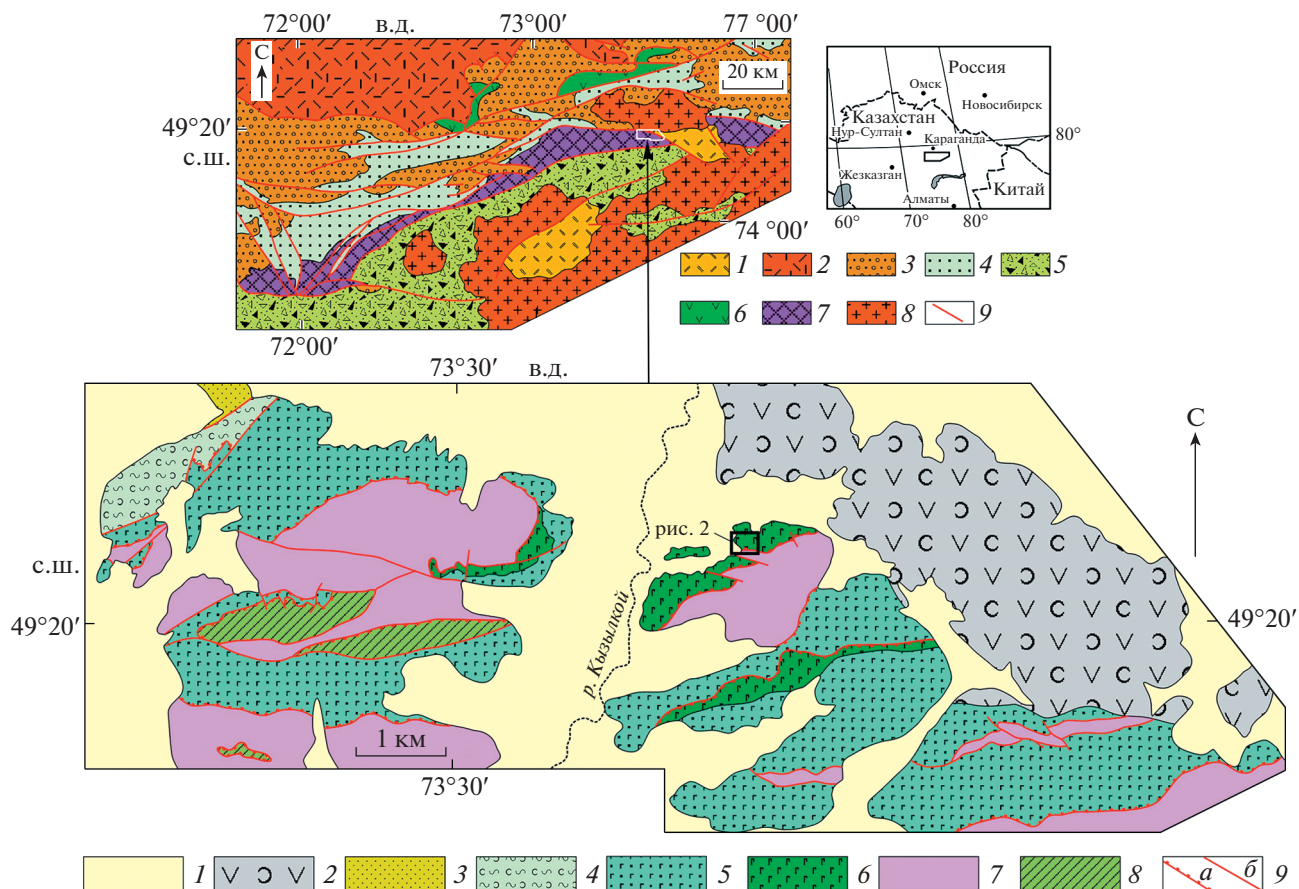 72°00′ в.д. 73°00′ 77°00′
С
20 км
49°20′
с.ш.
74°00′
72°00′
Россия
Омск
Новосибирск
Казахстан
Нур-Султан
Караганда
80°
Жезказган
Китай
Алматы
60° 70° 80°
1 2 3 4 5
6 7 8 9
73°30′ в.д.
С
рис. 2
с.ш.
49°20′
49°20′
р. Кызылкой
1 км
73°30′
1 2 3 4 5 6 7 8 а б 9